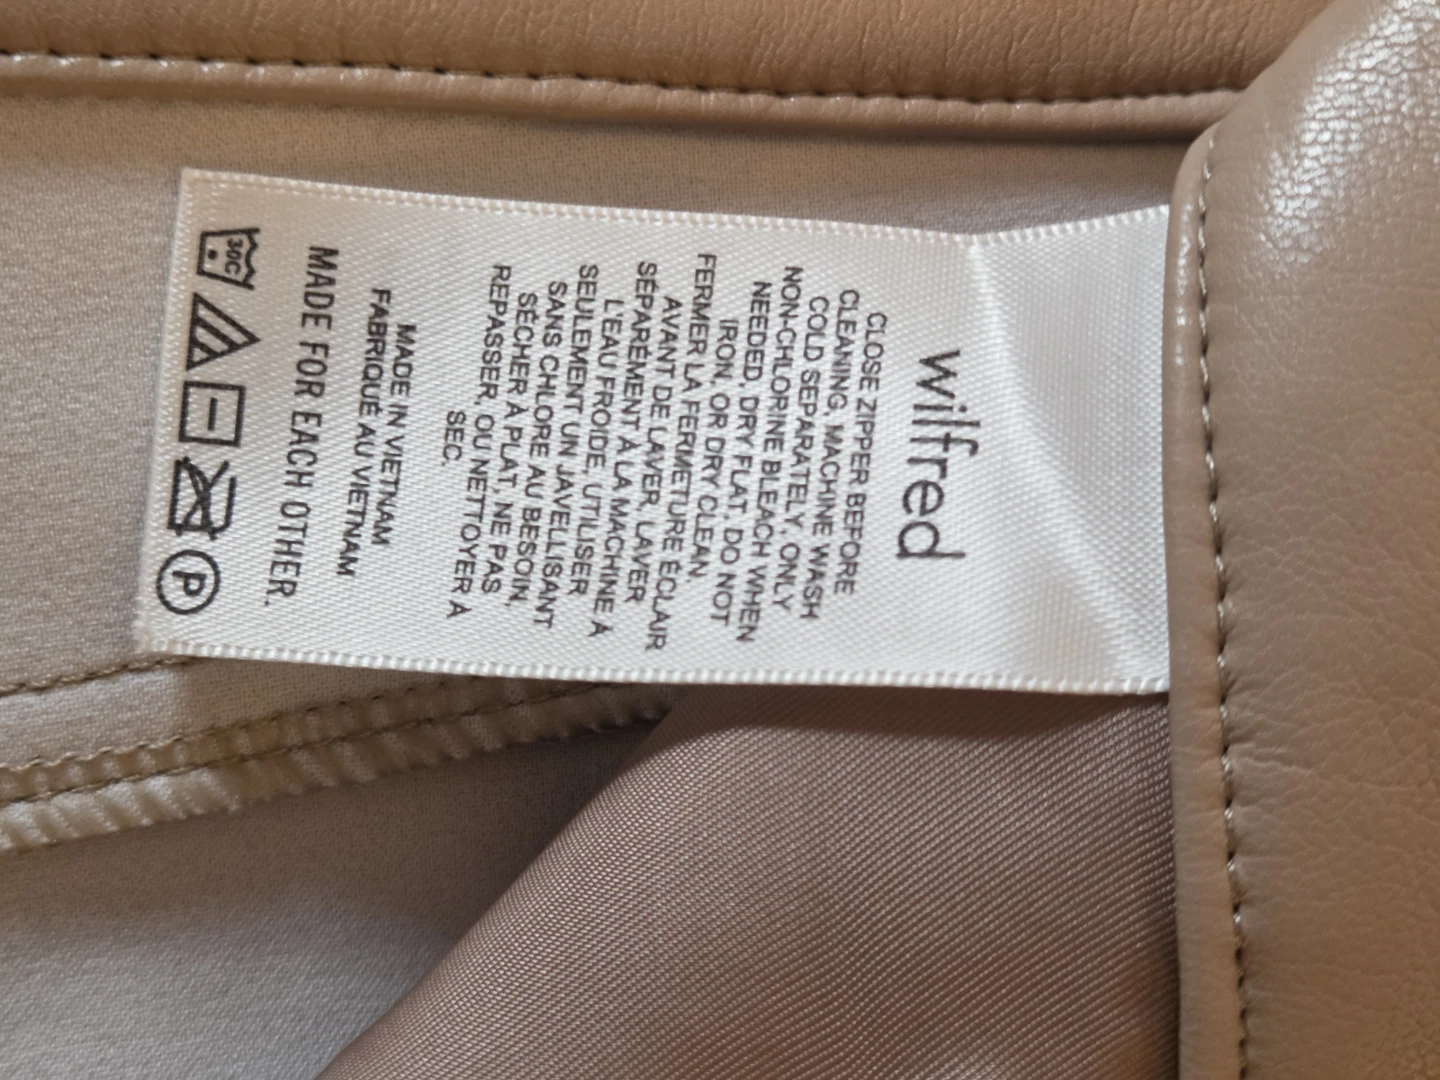 wilfred
CLOSE ZIPPER BEFORE
CLEANING, MACHINE WASH
COLD SEPARATELY, ONLY
NON-CHLORINE BLEACH WHEN
NEEDED, DRY FLAT, DO NOT
IRON, OR DRY CLEAN.
FERMER LA FERMETURE ÉCLAIR
AVANT DE LAVER, LAVER
SÉPARÉMENT À LA MACHINE À
L'EAU FROIDE, UTILISER
SEULEMENT UN JAVELLISANT
SANS CHLORE AU BESOIN,
SÉCHER À PLAT, NE PAS
REPASSER, OU NETTOYER À
SEC.
MADE IN VIETNAM
FABRIQUÉ AU VIETNAM
MADE FOR EACH OTHER.
30C
P